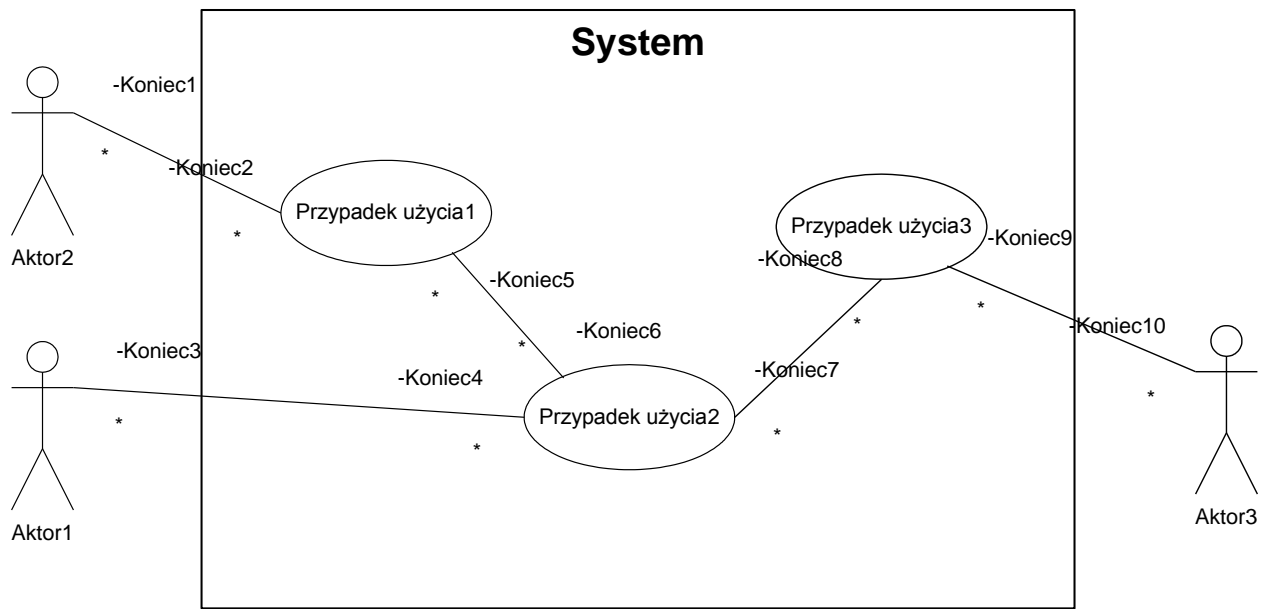 System
-Koniec1
*
-Koniec2
*
Przypadek użycia1
Aktor2
Przypadek użycia3
-Koniec9
-Koniec8
-Koniec5
*
*
*
-Koniec10
-Koniec6
*
-Koniec3
-Koniec4
-Koniec7
*
*
Przypadek użycia2
*
*
Aktor1
Aktor3